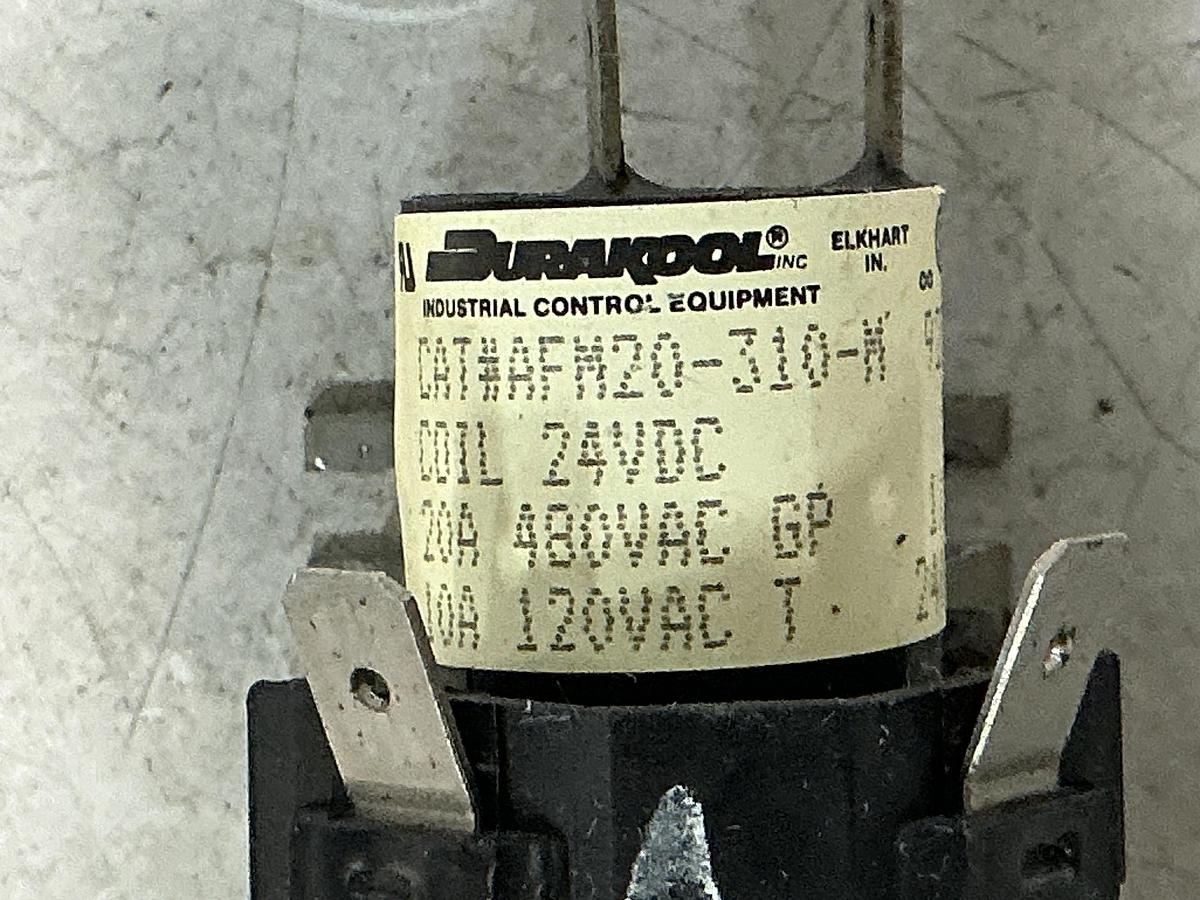 DURAKOOL® INC ELKHART IN.
INDUSTRIAL CONTROL EQUIPMENT
CAT#AFM20-310-M
COIL 24VDC
20A 480VAC GP
10A 120VAC T